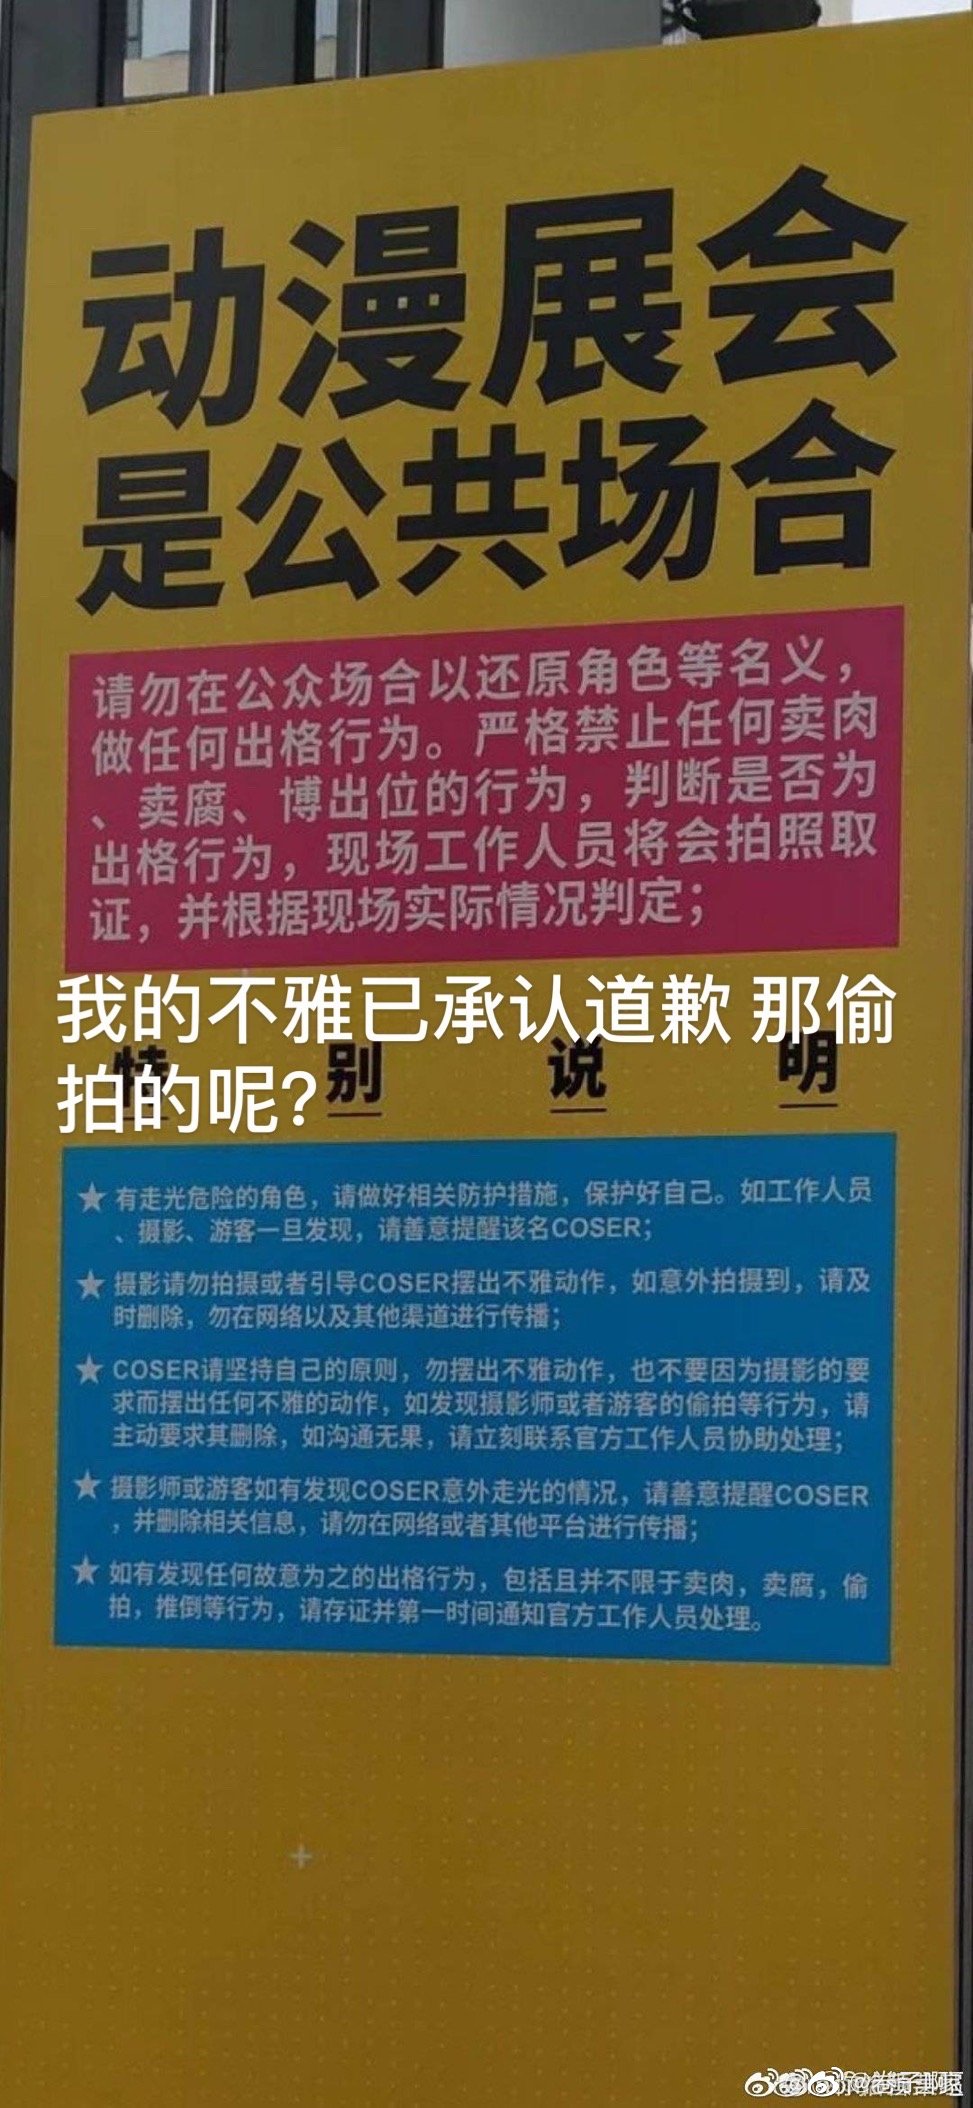 动漫展会
是公共场合
请勿在公众场合以还原角色等名义，
做任何出格行为。严格禁止任何卖肉
、卖腐、博出位的行为，判断是否为
出格行为，现场工作人员将会拍照取
证，并根据现场实际情况判定；
我的不雅已承认道歉 那偷
拍的呢？
特别说明
★ 有走光危险的角色，请做好相关防护措施，保护好自己。如工作人员
、摄影、游客一旦发现，请善意提醒该名COSER；
★ 摄影请勿拍摄或者引导COSER摆出不雅动作，如意外拍摄到，请及
时删除，勿在网络以及其他渠道进行传播；
★ COSER请坚持自己的原则，勿摆出不雅动作，也不要因为摄影的要
求而摆出任何不雅的动作，如发现摄影师或者游客的偷拍等行为，请
主动要求其删除，如沟通无果，请立刻联系官方工作人员协助处理；
★ 摄影师或游客如有发现COSER意外走光的情况，请善意提醒COSER
，并删除相关信息，请勿在网络或者其他平台进行传播；
★ 如有发现任何故意为之的出格行为，包括且并不限于卖肉，卖腐，偷
拍，推倒等行为，请存证并第一时间通知官方工作人员处理。